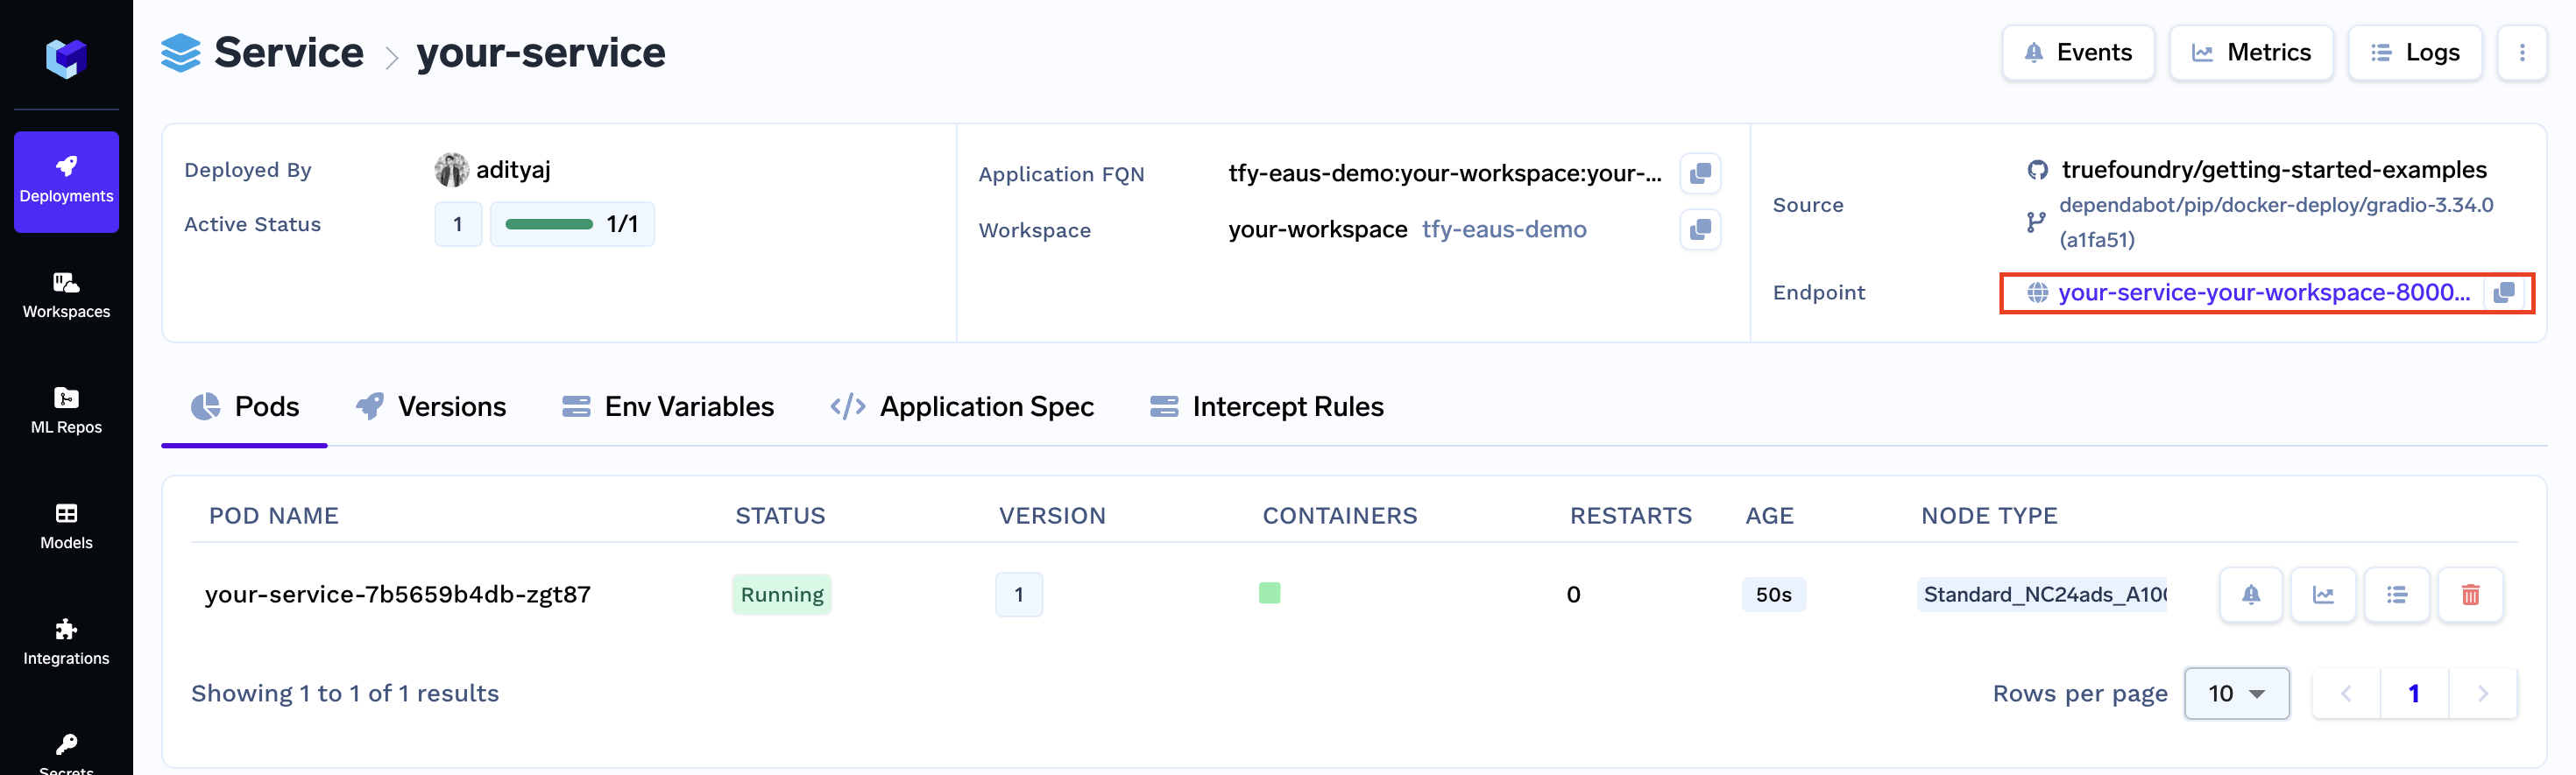 Service > your-service
Events
Metrics
Logs
Deployments
Workspaces
ML Repos
Models
Integrations
Secrets
Deployed By
adityaj
Active Status
1
1/1
Application FQN
tfy-eaus-demo:your-workspace:your-...
Workspace
your-workspace tfy-eaus-demo
Source
truefoundry/getting-started-examples
dependabot/pip/docker-deploy/gradio-3.34.0
(a1fa51)
Endpoint
your-service-your-workspace-8000...
Pods
Versions
Env Variables
Application Spec
Intercept Rules
POD NAME STATUS VERSION CONTAINERS RESTARTS AGE NODE TYPE
your-service-7b5659b4db-zgt87 Running 1 0 50s Standard_NC24ads_A100
Showing 1 to 1 of 1 results
Rows per page 10
1